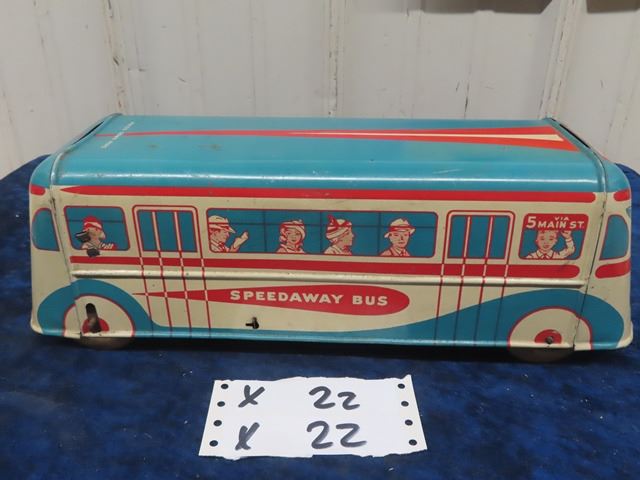 VIA
5 MAIN ST.
SPEEDAWAY BUS
X 22
X 22